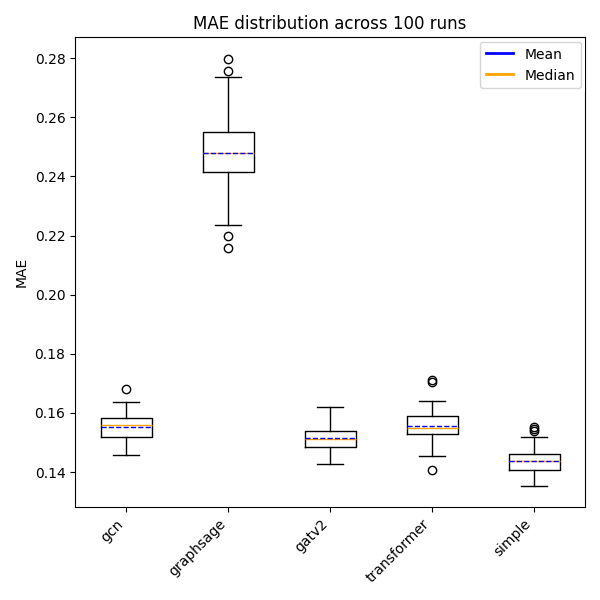 MAE distribution across 100 runs
Mean
Median
MAE
0.28
0.26
0.24
0.22
0.20
0.18
0.16
0.14
gcn
graphsage
gatv2
transformer
simple